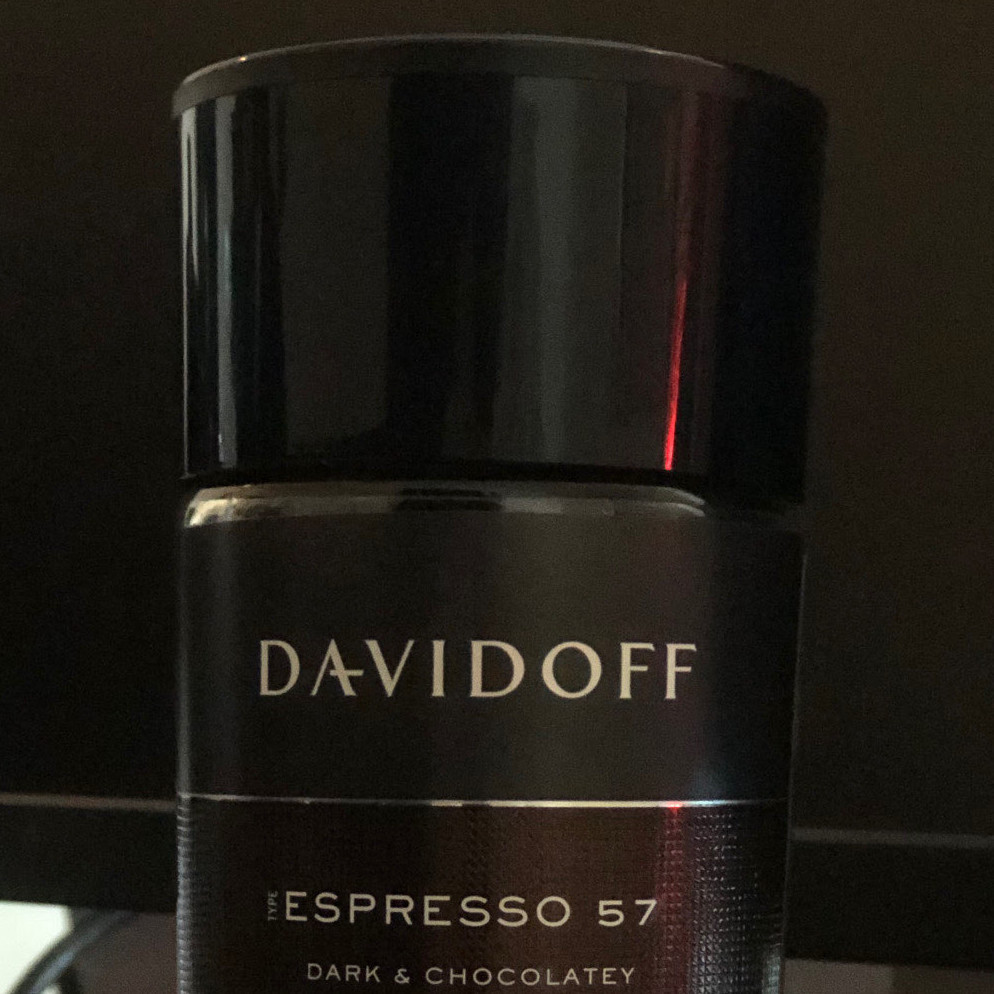 DAVIDOFF
TYPE ESPRESSO 57
DARK & CHOCOLATEY